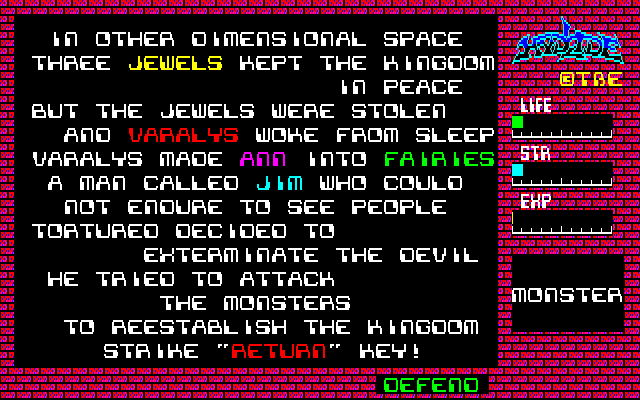 IN OTHER DIMENSIONAL SPACE
THREE JEWELS KEPT THE KINGDOM
IN PEACE
BUT THE JEWELS WERE STOLEN
AND VARALYS WOKE FROM SLEEP
VARALYS MADE ANN INTO FAIRIES
A MAN CALLED JIM WHO COULD
NOT ENDURE TO SEE PEOPLE
TORTURED DECIDED TO
EXTERMINATE THE DEVIL
HE TRIED TO ATTACK
THE MONSTERS
TO REESTABLISH THE KINGDOM
STRIKE "RETURN" KEY!
HYDLIDE
©T&E
LIFE
STR
EXP
MONSTER
DEFEND